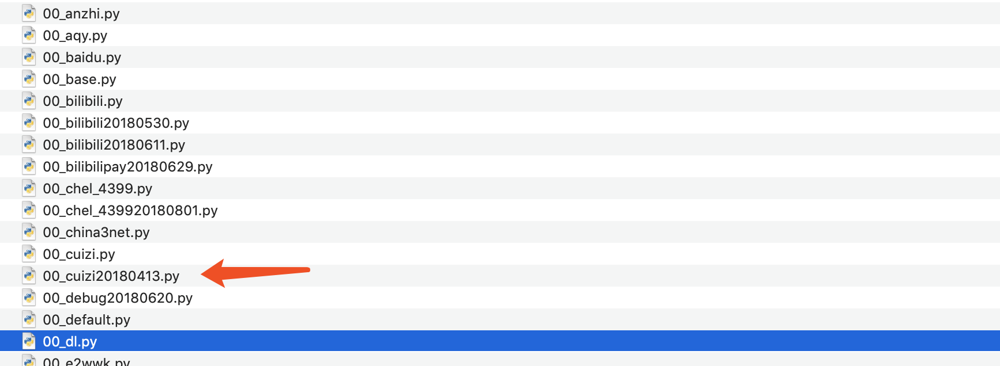 00_anzhi.py
00_aqy.py
00_baidu.py
00_base.py
00_bilibili.py
00_bilibili20180530.py
00_bilibili20180611.py
00_bilibilipay20180629.py
00_chel_4399.py
00_chel_439920180801.py
00_china3net.py
00_cuizi.py
00_cuizi20180413.py
00_debug20180620.py
00_default.py
00_dl.py
00_e2wwk.py